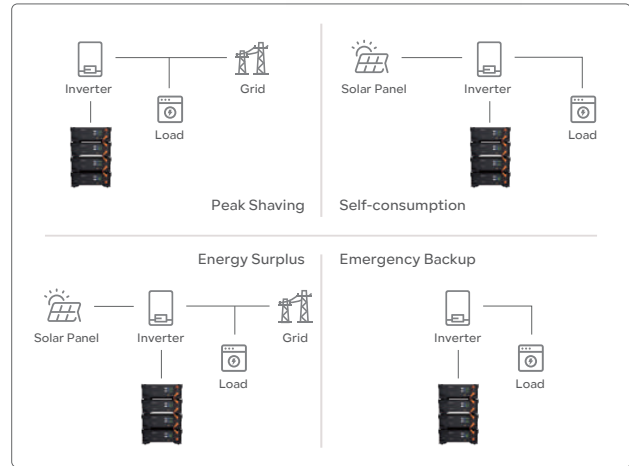 Inverter
Grid
Load
Peak Shaving
Solar Panel
Inverter
Load
Self-consumption
Energy Surplus
Solar Panel
Inverter
Grid
Load
Emergency Backup
Inverter
Load